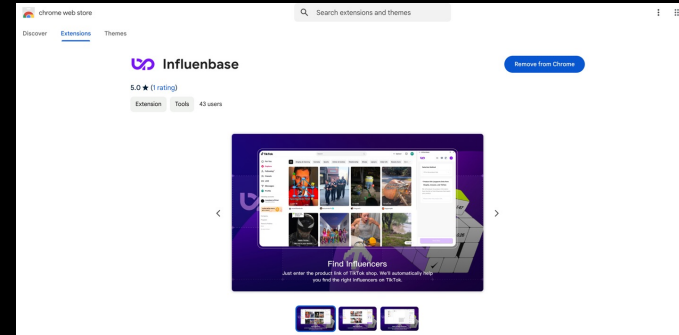 chrome web store
Search extensions and themes
Discover
Extensions
Themes
Influenbase
Remove from Chrome
5.0 ★ (1 rating)
Extension
Tools
43 users
Find Influencers
Just enter the product link of TikTok shop. We'll automatically help
you find the right influencers on TikTok.